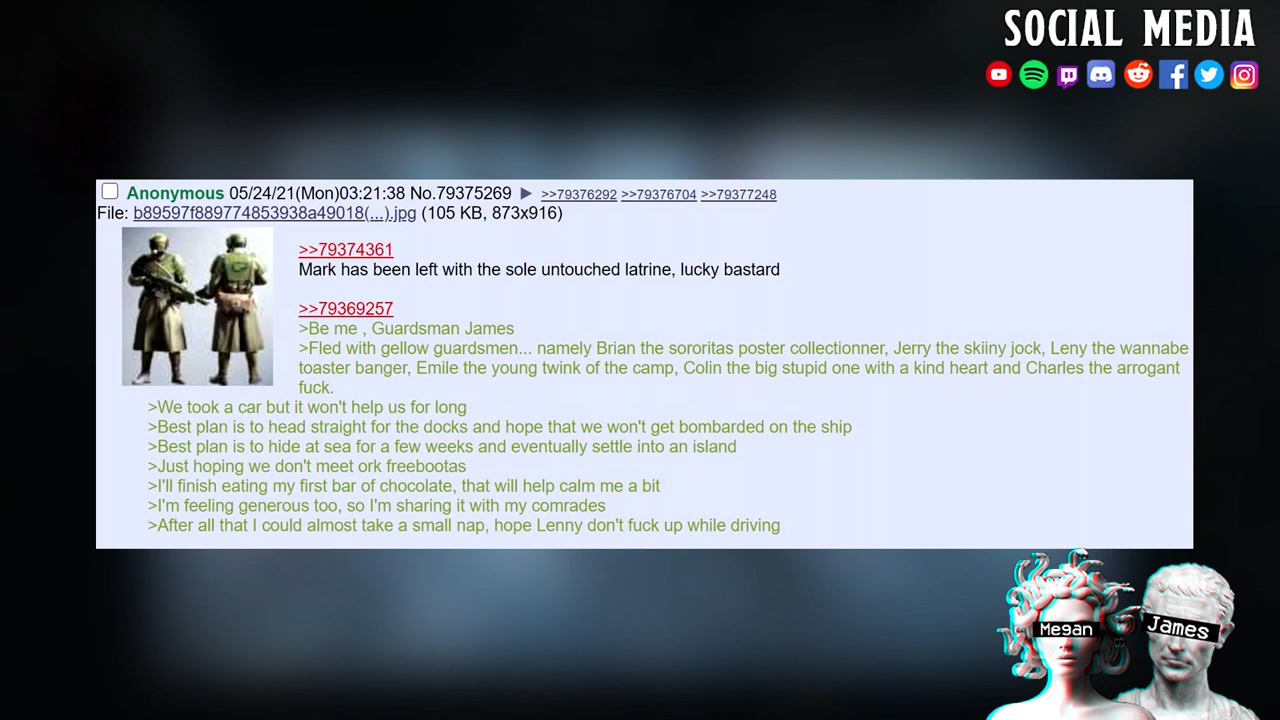 SOCIAL MEDIA
Anonymous 05/24/21(Mon)03:21:38 No.79375269 ▶ >>79376292 >>79376704 >>79377248
File: b89597f889774853938a49018(...).jpg (105 KB, 873x916)
>>79374361
Mark has been left with the sole untouched latrine, lucky bastard
>>79369257
>Be me , Guardsman James
>Fled with gellow guardsmen... namely Brian the sororitas poster collectionner, Jerry the skiiny jock, Leny the wannabe
toaster banger, Emile the young twink of the camp, Colin the big stupid one with a kind heart and Charles the arrogant
fuck.
>We took a car but it won't help us for long
>Best plan is to head straight for the docks and hope that we won't get bombarded on the ship
>Best plan is to hide at sea for a few weeks and eventually settle into an island
>Just hoping we don't meet ork freebootas
>I'll finish eating my first bar of chocolate, that will help calm me a bit
>I'm feeling generous too, so I'm sharing it with my comrades
>After all that I could almost take a small nap, hope Lenny don't fuck up while driving
Megan
James